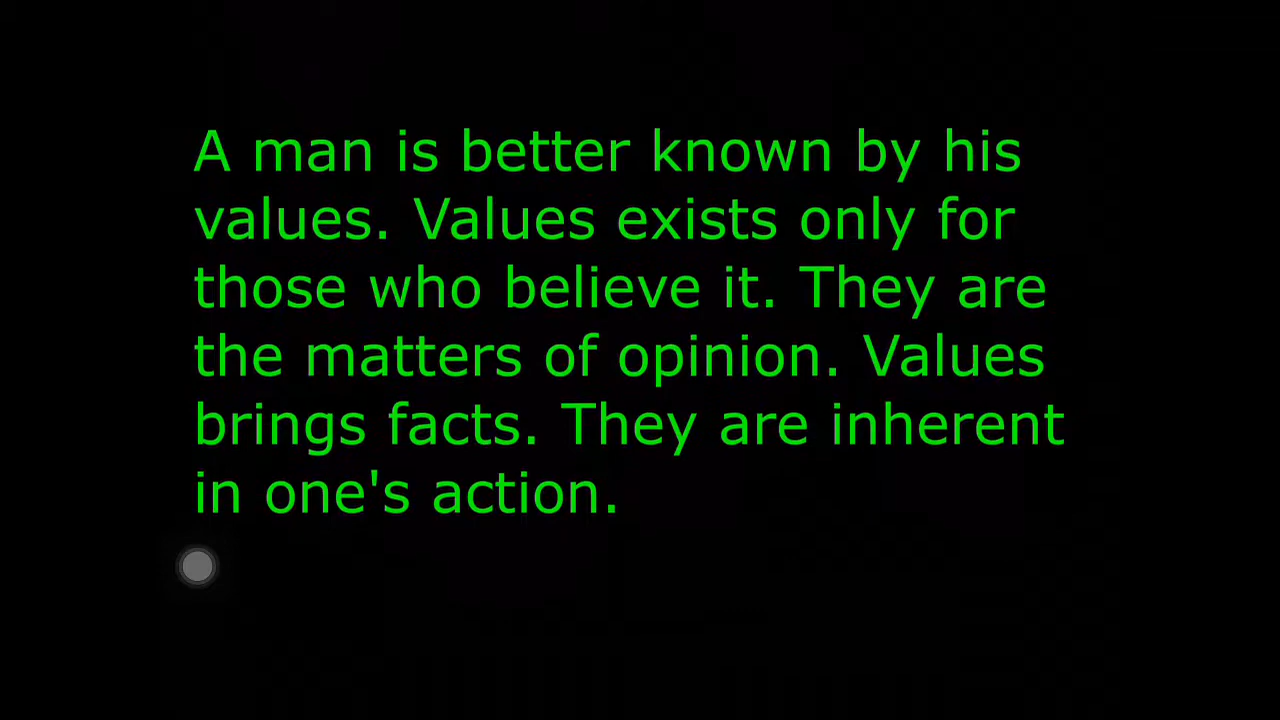 A man is better known by his
values. Values exists only for
those who believe it. They are
the matters of opinion. Values
brings facts. They are inherent
in one's action.